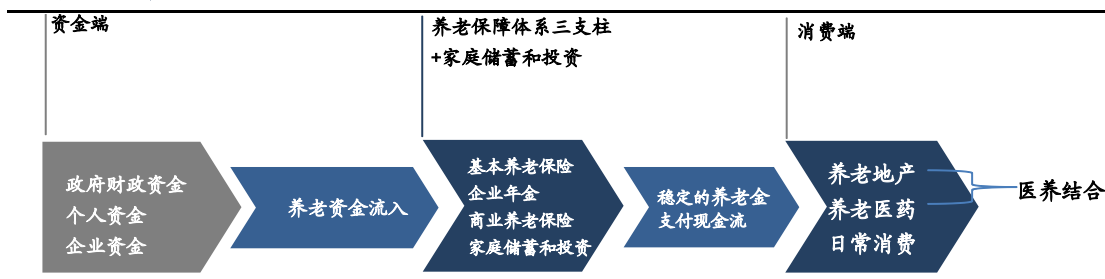 资金端
养老保障体系三支柱
+家庭储蓄和投资
消费端
政府财政资金
个人资金
企业资金
养老资金流入
基本养老保险
企业年金
商业养老保险
家庭储蓄和投资
稳定的养老金
支付现金流
养老地产
养老医药
日常消费
医养结合